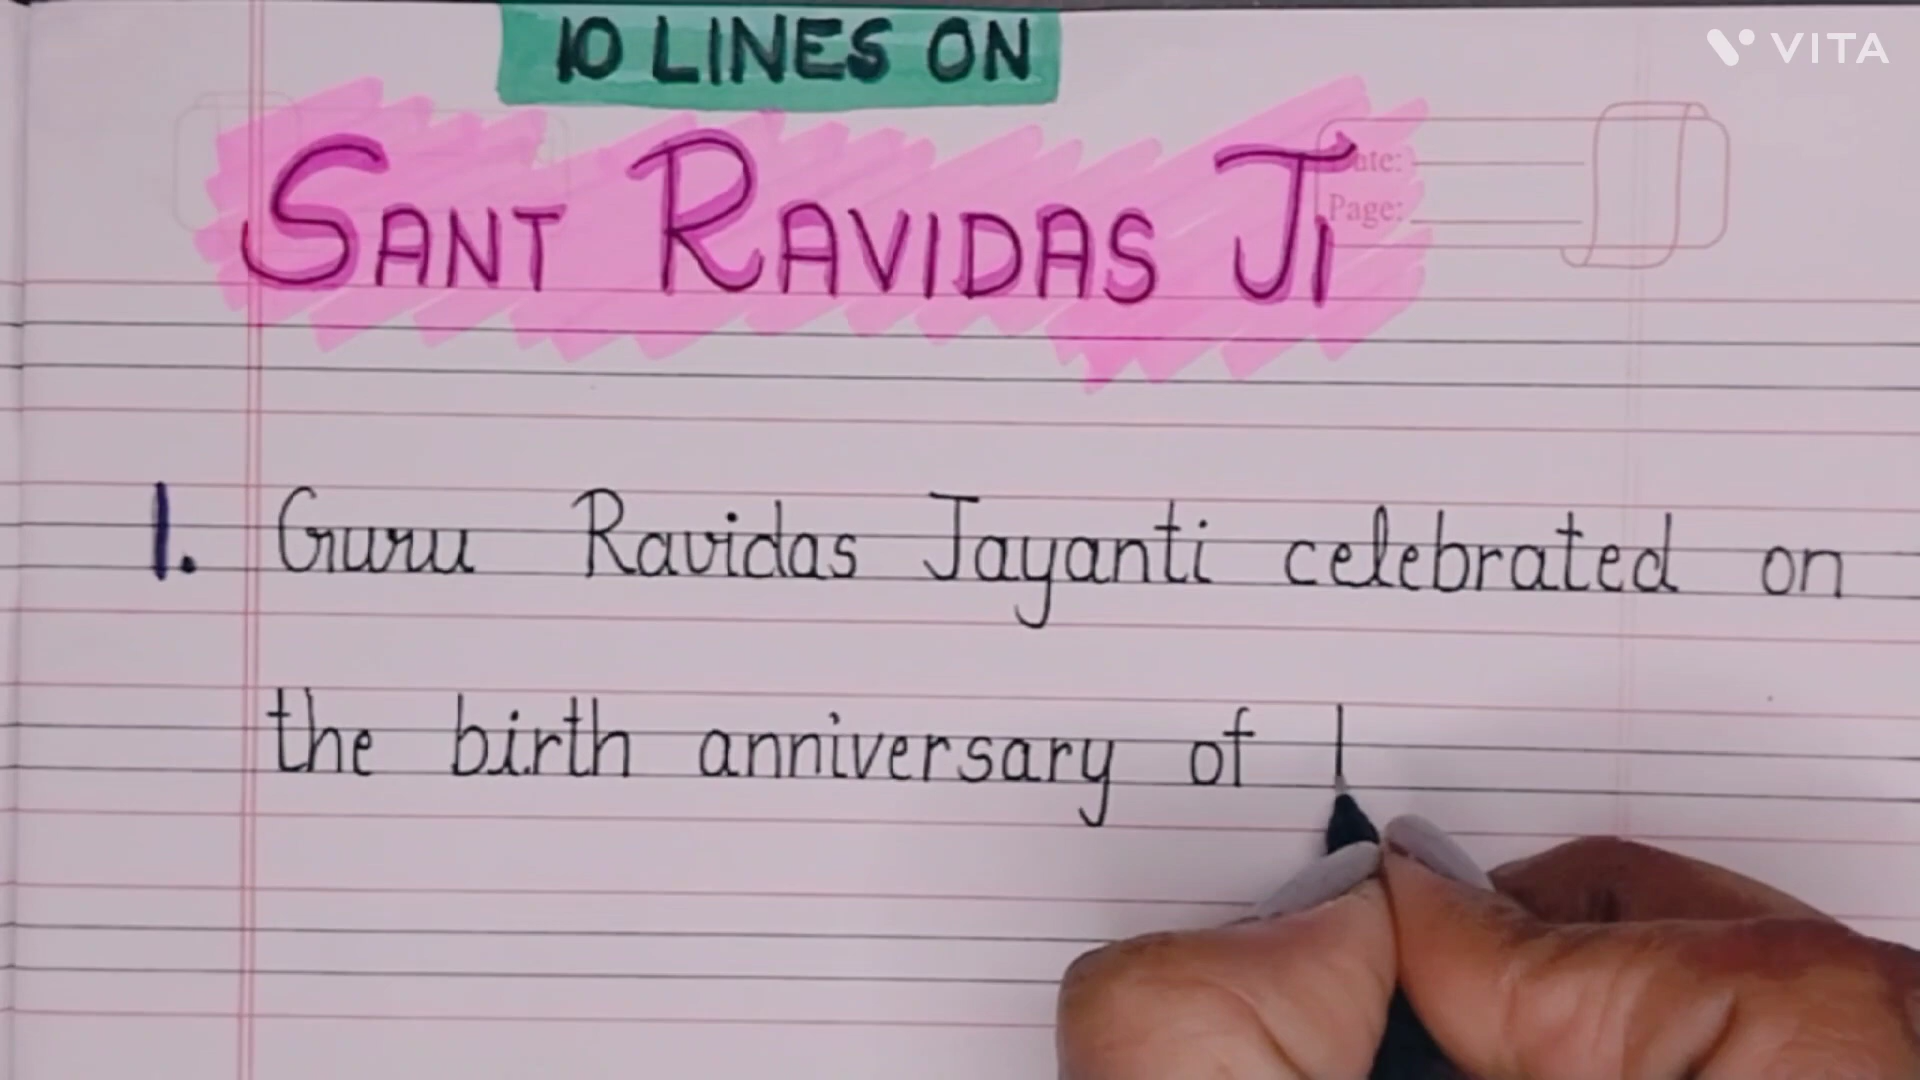 10 LINES ON
VITA
SANT RAVIDAS JI
Date:
Page:
1. Guru Ravidas Jayanti celebrated on
the birth anniversary of